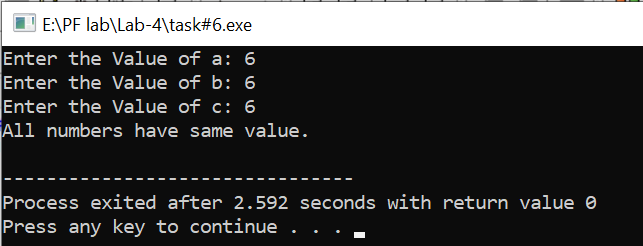 E:\PF lab\Lab-4\task#6.exe
Enter the Value of a: 6
Enter the Value of b: 6
Enter the Value of c: 6
All numbers have same value.
--------------------------------
Process exited after 2.592 seconds with return value 0
Press any key to continue . . .